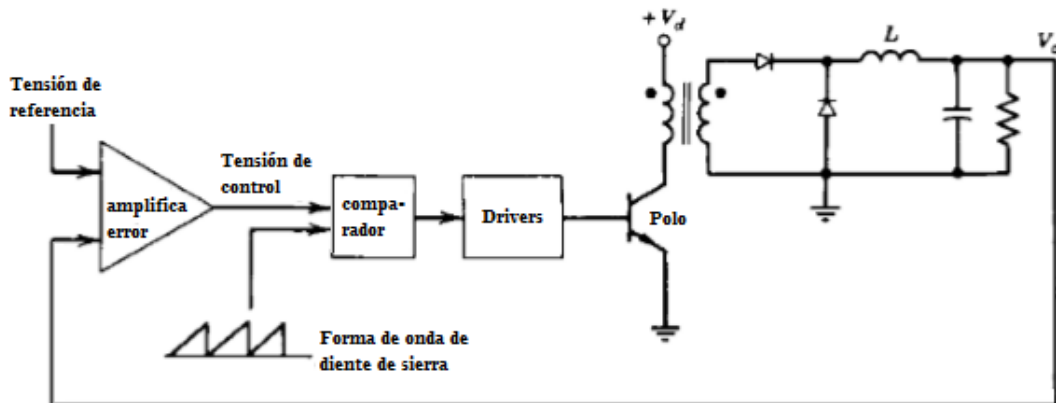 + V_d
L
V_o
Tensión de
referencia
Tensión de
control
amplifica
error
compa-
rador
Drivers
Polo
Forma de onda de
diente de sierra